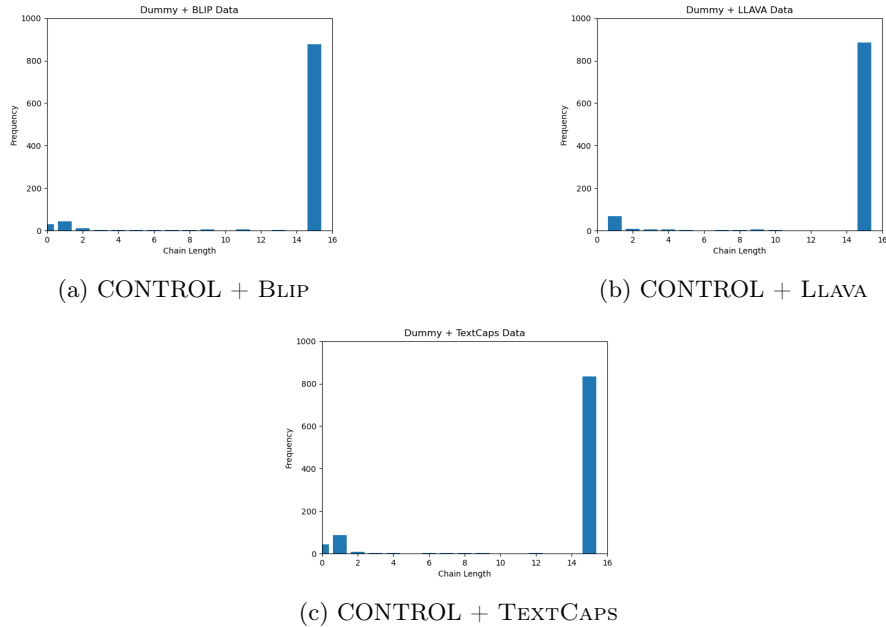 Dummy + BLIP Data
1000
800
600
400
200
0
Frequency
0 2 4 6 8 10 12 14 16
Chain Length
(a) CONTROL + BLIP
Dummy + LLAVA Data
1000
800
600
400
200
0
Frequency
0 2 4 6 8 10 12 14 16
Chain Length
(b) CONTROL + LLAVA
Dummy + TextCaps Data
1000
800
600
400
200
0
Frequency
0 2 4 6 8 10 12 14 16
Chain Length
(c) CONTROL + TEXTCAPS